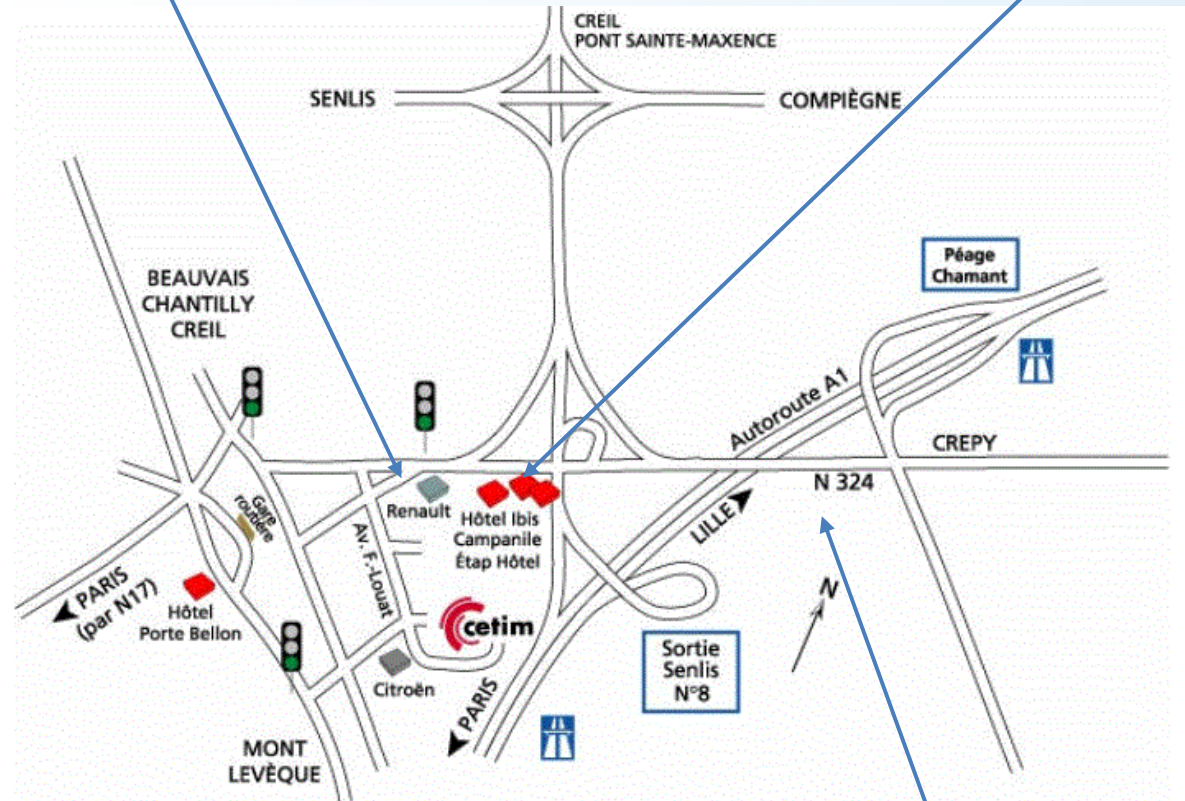 CREIL
PONT SAINTE-MAXENCE
SENLIS
COMPIÈGNE
Péage
Chamant
BEAUVAIS
CHANTILLY
CREIL
Autoroute A1
CREPY
N 324
LILLE
Renault
Hôtel Ibis
Campanile
Étap Hôtel
Gare
routière
Av. F.-Louat
PARIS
(par N17)
Hôtel
Porte Bellon
cetim
N
Sortie
Senlis
N°8
Citroën
PARIS
MONT
LEVÈQUE